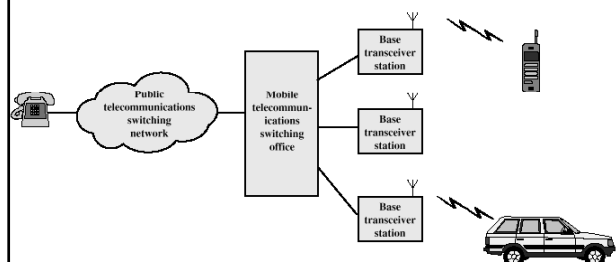 Public
telecommunications
switching
network
Mobile
telecommun-
ications
switching
office
Base
transceiver
station
Base
transceiver
station
Base
transceiver
station